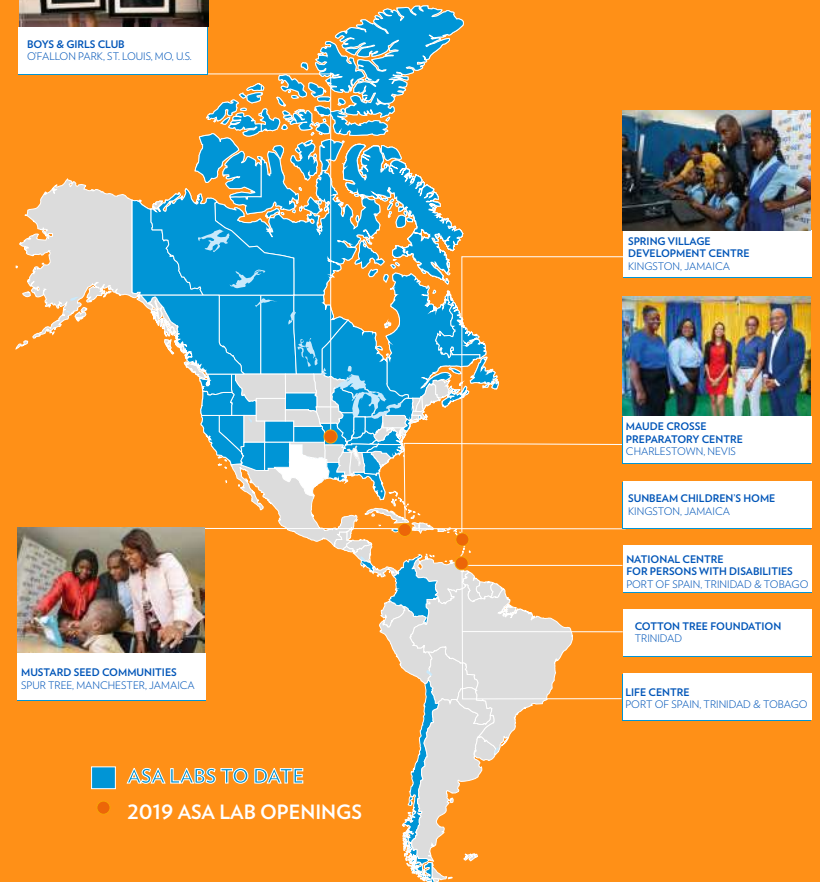 BOYS & GIRLS CLUB
O'FALLON PARK, ST. LOUIS, MO, U.S.
SPRING VILLAGE
DEVELOPMENT CENTRE
KINGSTON, JAMAICA
MAUDE CROSSE
PREPARATORY CENTRE
CHARLESTOWN, NEVIS
SUNBEAM CHILDREN'S HOME
KINGSTON, JAMAICA
NATIONAL CENTRE
FOR PERSONS WITH DISABILITIES
PORT OF SPAIN, TRINIDAD & TOBAGO
COTTON TREE FOUNDATION
TRINIDAD
LIFE CENTRE
PORT OF SPAIN, TRINIDAD & TOBAGO
MUSTARD SEED COMMUNITIES
SPUR TREE, MANCHESTER, JAMAICA
ASA LABS TO DATE
2019 ASA LAB OPENINGS